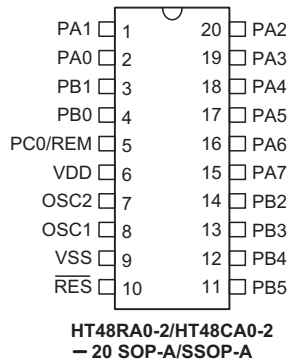 PA1 1 20 PA2
PA0 2 19 PA3
PB1 3 18 PA4
PB0 4 17 PA5
PC0/REM 5 16 PA6
VDD 6 15 PA7
OSC2 7 14 PB2
OSC1 8 13 PB3
VSS 9 12 PB4
RES 10 11 PB5
HT48RA0-2/HT48CA0-2
— 20 SOP-A/SSOP-A